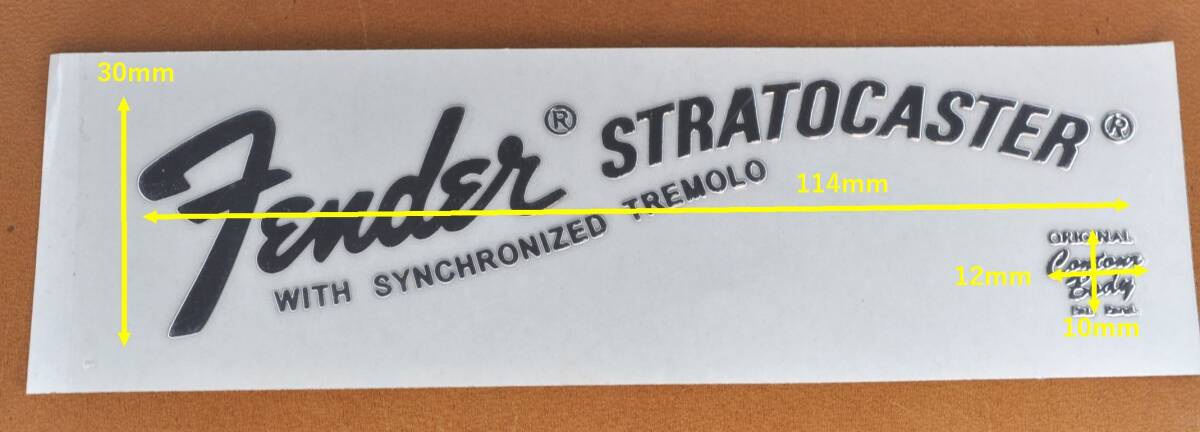 30mm
Fender® STRATOCASTER®
WITH SYNCHRONIZED TREMOLO
114mm
ORIGINAL
Contour
Body
12mm
10mm